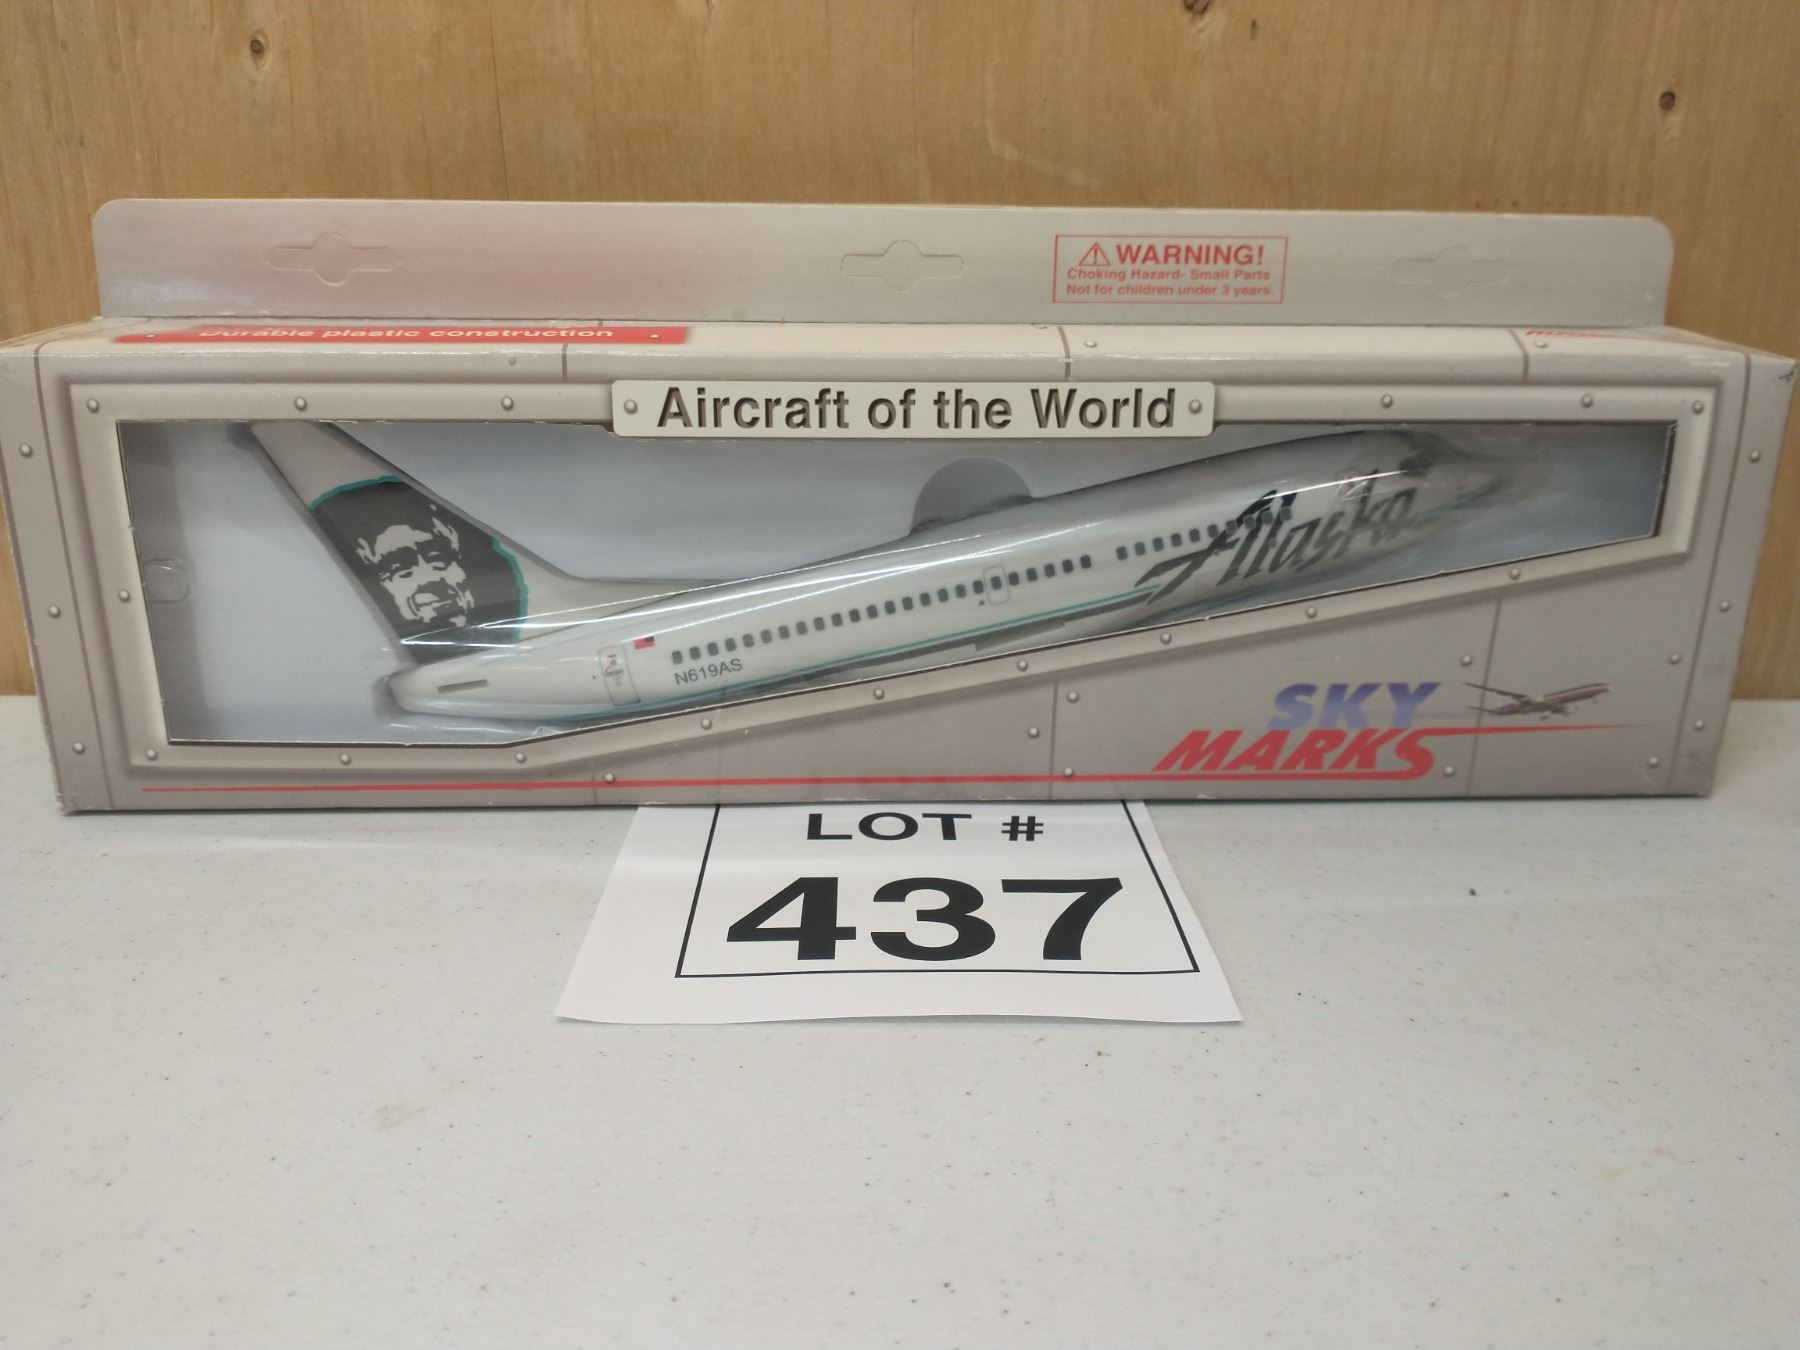 WARNING!
Choking Hazard- Small Parts
Not for children under 3 years.
Durable plastic construction
Aircraft of the World
Alaska
N619AS
SKY
MARKS
LOT #
437